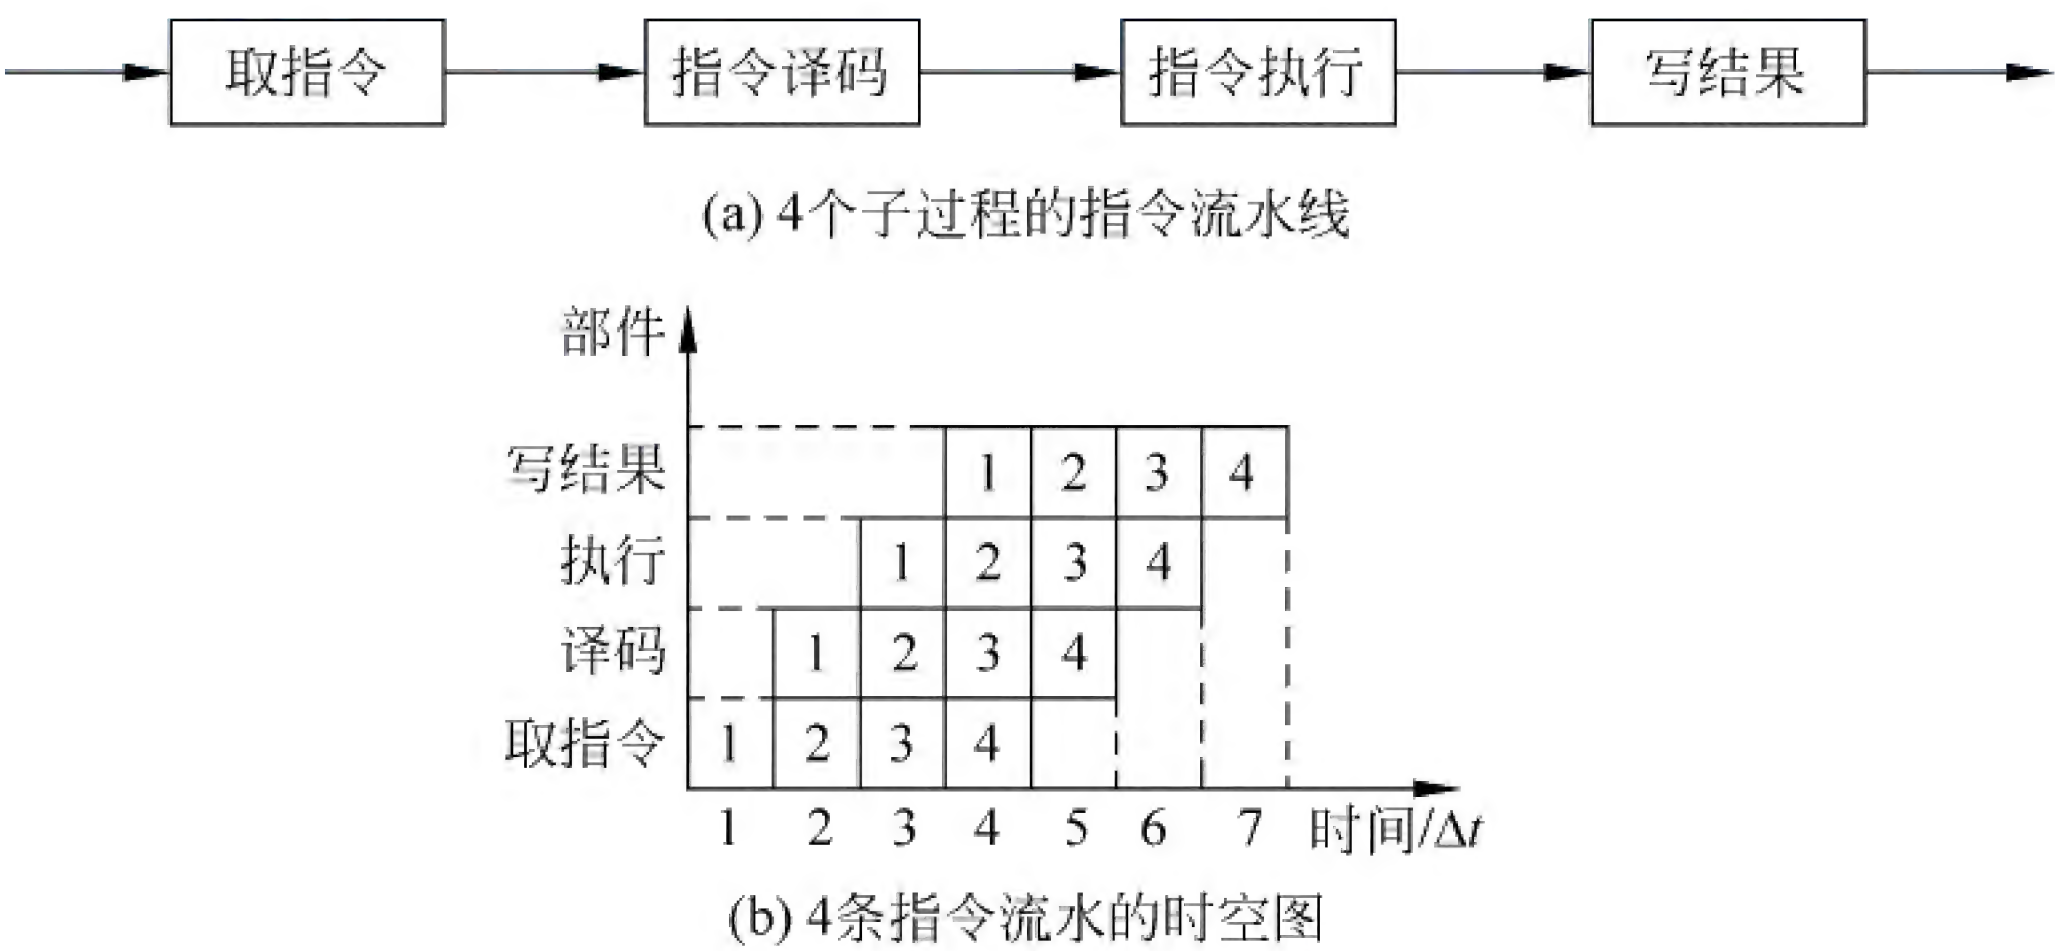 取指令 指令译码 指令执行 写结果
(a) 4个子过程的指令流水线
部件
写结果 1 2 3 4
执行 1 2 3 4
译码 1 2 3 4
取指令 1 2 3 4
1 2 3 4 5 6 7 时间/Δt
(b) 4条指令流水的时空图